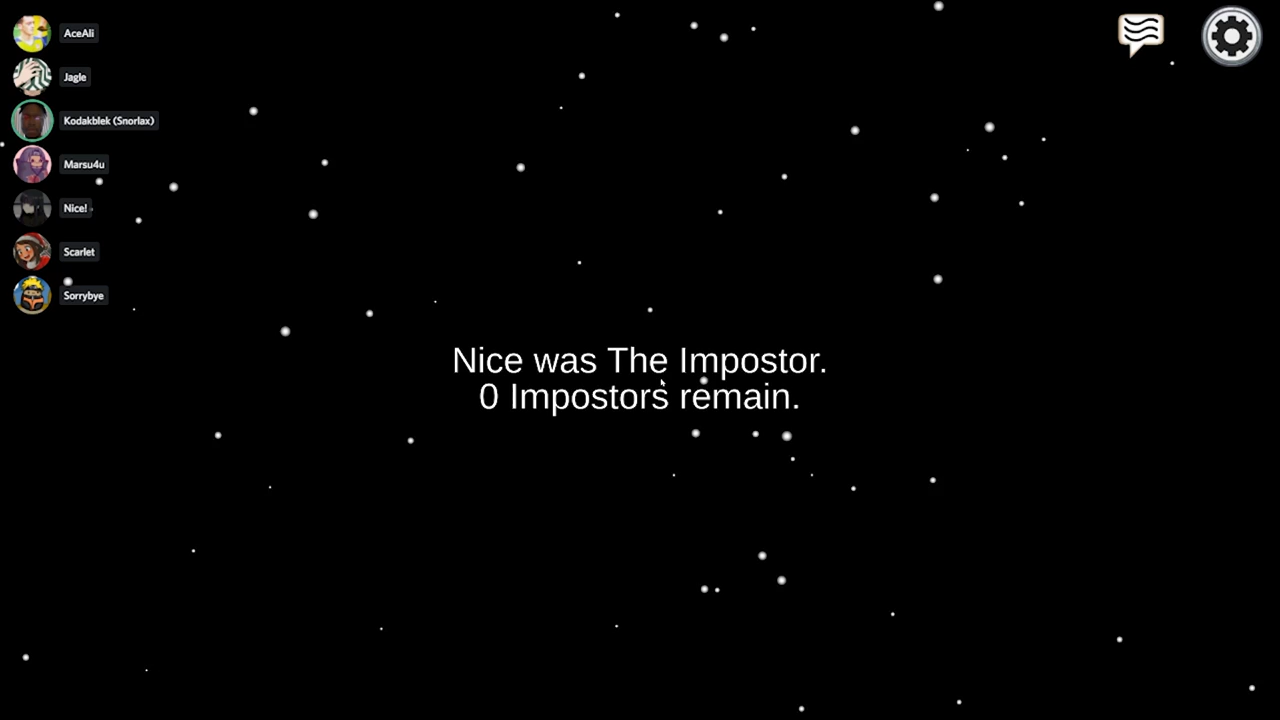 AceAli
Jagle
Kodakblek (Snorlax)
Marsu4u
Nice!
Scarlet
Sorrybye
Nice was The Impostor.
0 Impostors remain.